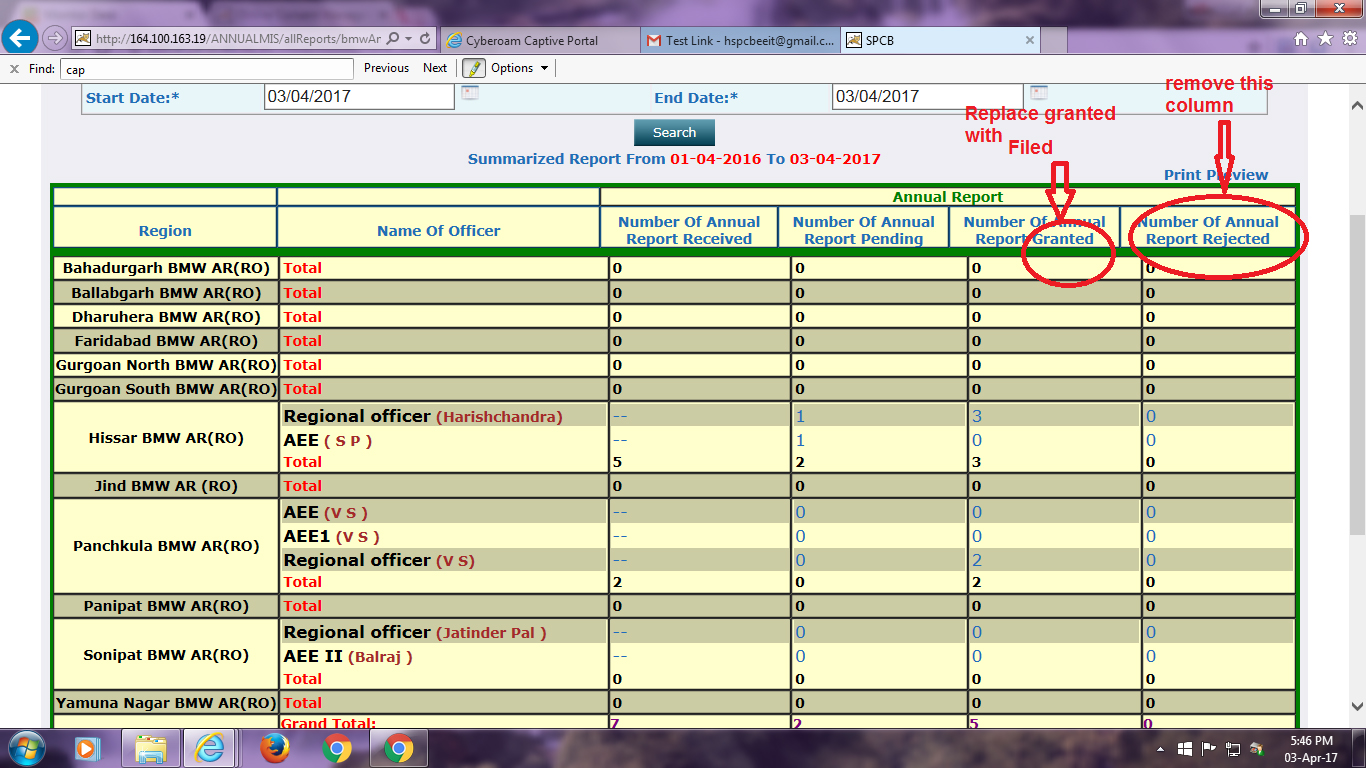 http://164.100.163.19/ANNUALMIS/allReports/bmwAr
Cyberoam Captive Portal
Test Link - hspcbeeit@gmail.c...
SPCB
Find: cap Previous Next Options
remove this
column
Start Date:* 03/04/2017 End Date:* 03/04/2017
Replace granted
with
Filed
Search
Summarized Report From 01-04-2016 To 03-04-2017
Print Preview
Annual Report
Region Name Of Officer Number Of Annual Report Received Number Of Annual Report Pending Number Of Annual Report Granted Number Of Annual Report Rejected
Bahadurgarh BMW AR(RO) Total 0 0 0 0
Ballabgarh BMW AR(RO) Total 0 0 0 0
Dharuhera BMW AR(RO) Total 0 0 0 0
Faridabad BMW AR(RO) Total 0 0 0 0
Gurgoan North BMW AR(RO) Total 0 0 0 0
Gurgoan South BMW AR(RO) Total 0 0 0 0
Regional officer (Harishchandra) -- 1 3 0
Hissar BMW AR(RO) AEE ( S P ) -- 1 0 0
Total 5 2 3 0
Jind BMW AR (RO) Total 0 0 0 0
AEE (V S ) -- 0 0 0
Panchkula BMW AR(RO) AEE1 (V S ) -- 0 0 0
Regional officer (V S) -- 0 2 0
Total 2 0 2 0
Panipat BMW AR(RO) Total 0 0 0 0
Regional officer (Jatinder Pal ) -- 0 0 0
Sonipat BMW AR(RO) AEE II (Balraj ) -- 0 0 0
Total 0 0 0 0
Yamuna Nagar BMW AR(RO) Total 0 0 0 0
Grand Total: 7 2 5 0
5:46 PM
03-Apr-17